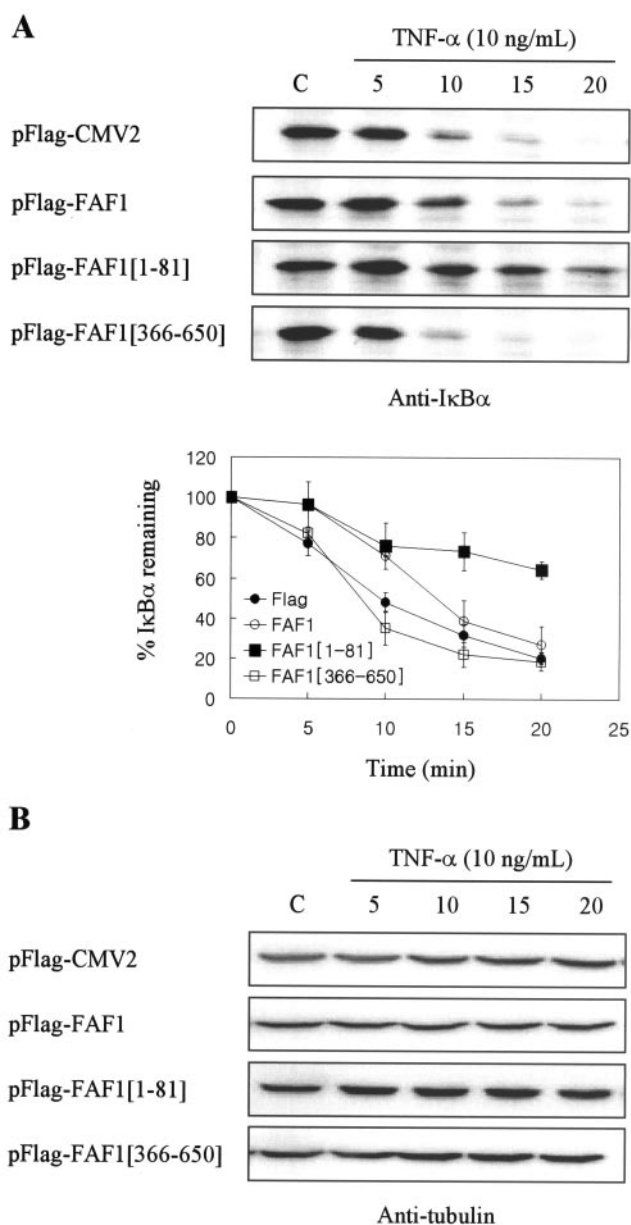 A
TNF-α (10 ng/mL)
C 5 10 15 20
pFlag-CMV2
pFlag-FAF1
pFlag-FAF1[1-81]
pFlag-FAF1[366-650]
Anti-IκBα
120
100
80
60
40
20
0
% IκBα remaining
Flag
FAF1
FAF1[1-81]
FAF1[366-650]
0 5 10 15 20 25
Time (min)
B
TNF-α (10 ng/mL)
C 5 10 15 20
pFlag-CMV2
pFlag-FAF1
pFlag-FAF1[1-81]
pFlag-FAF1[366-650]
Anti-tubulin